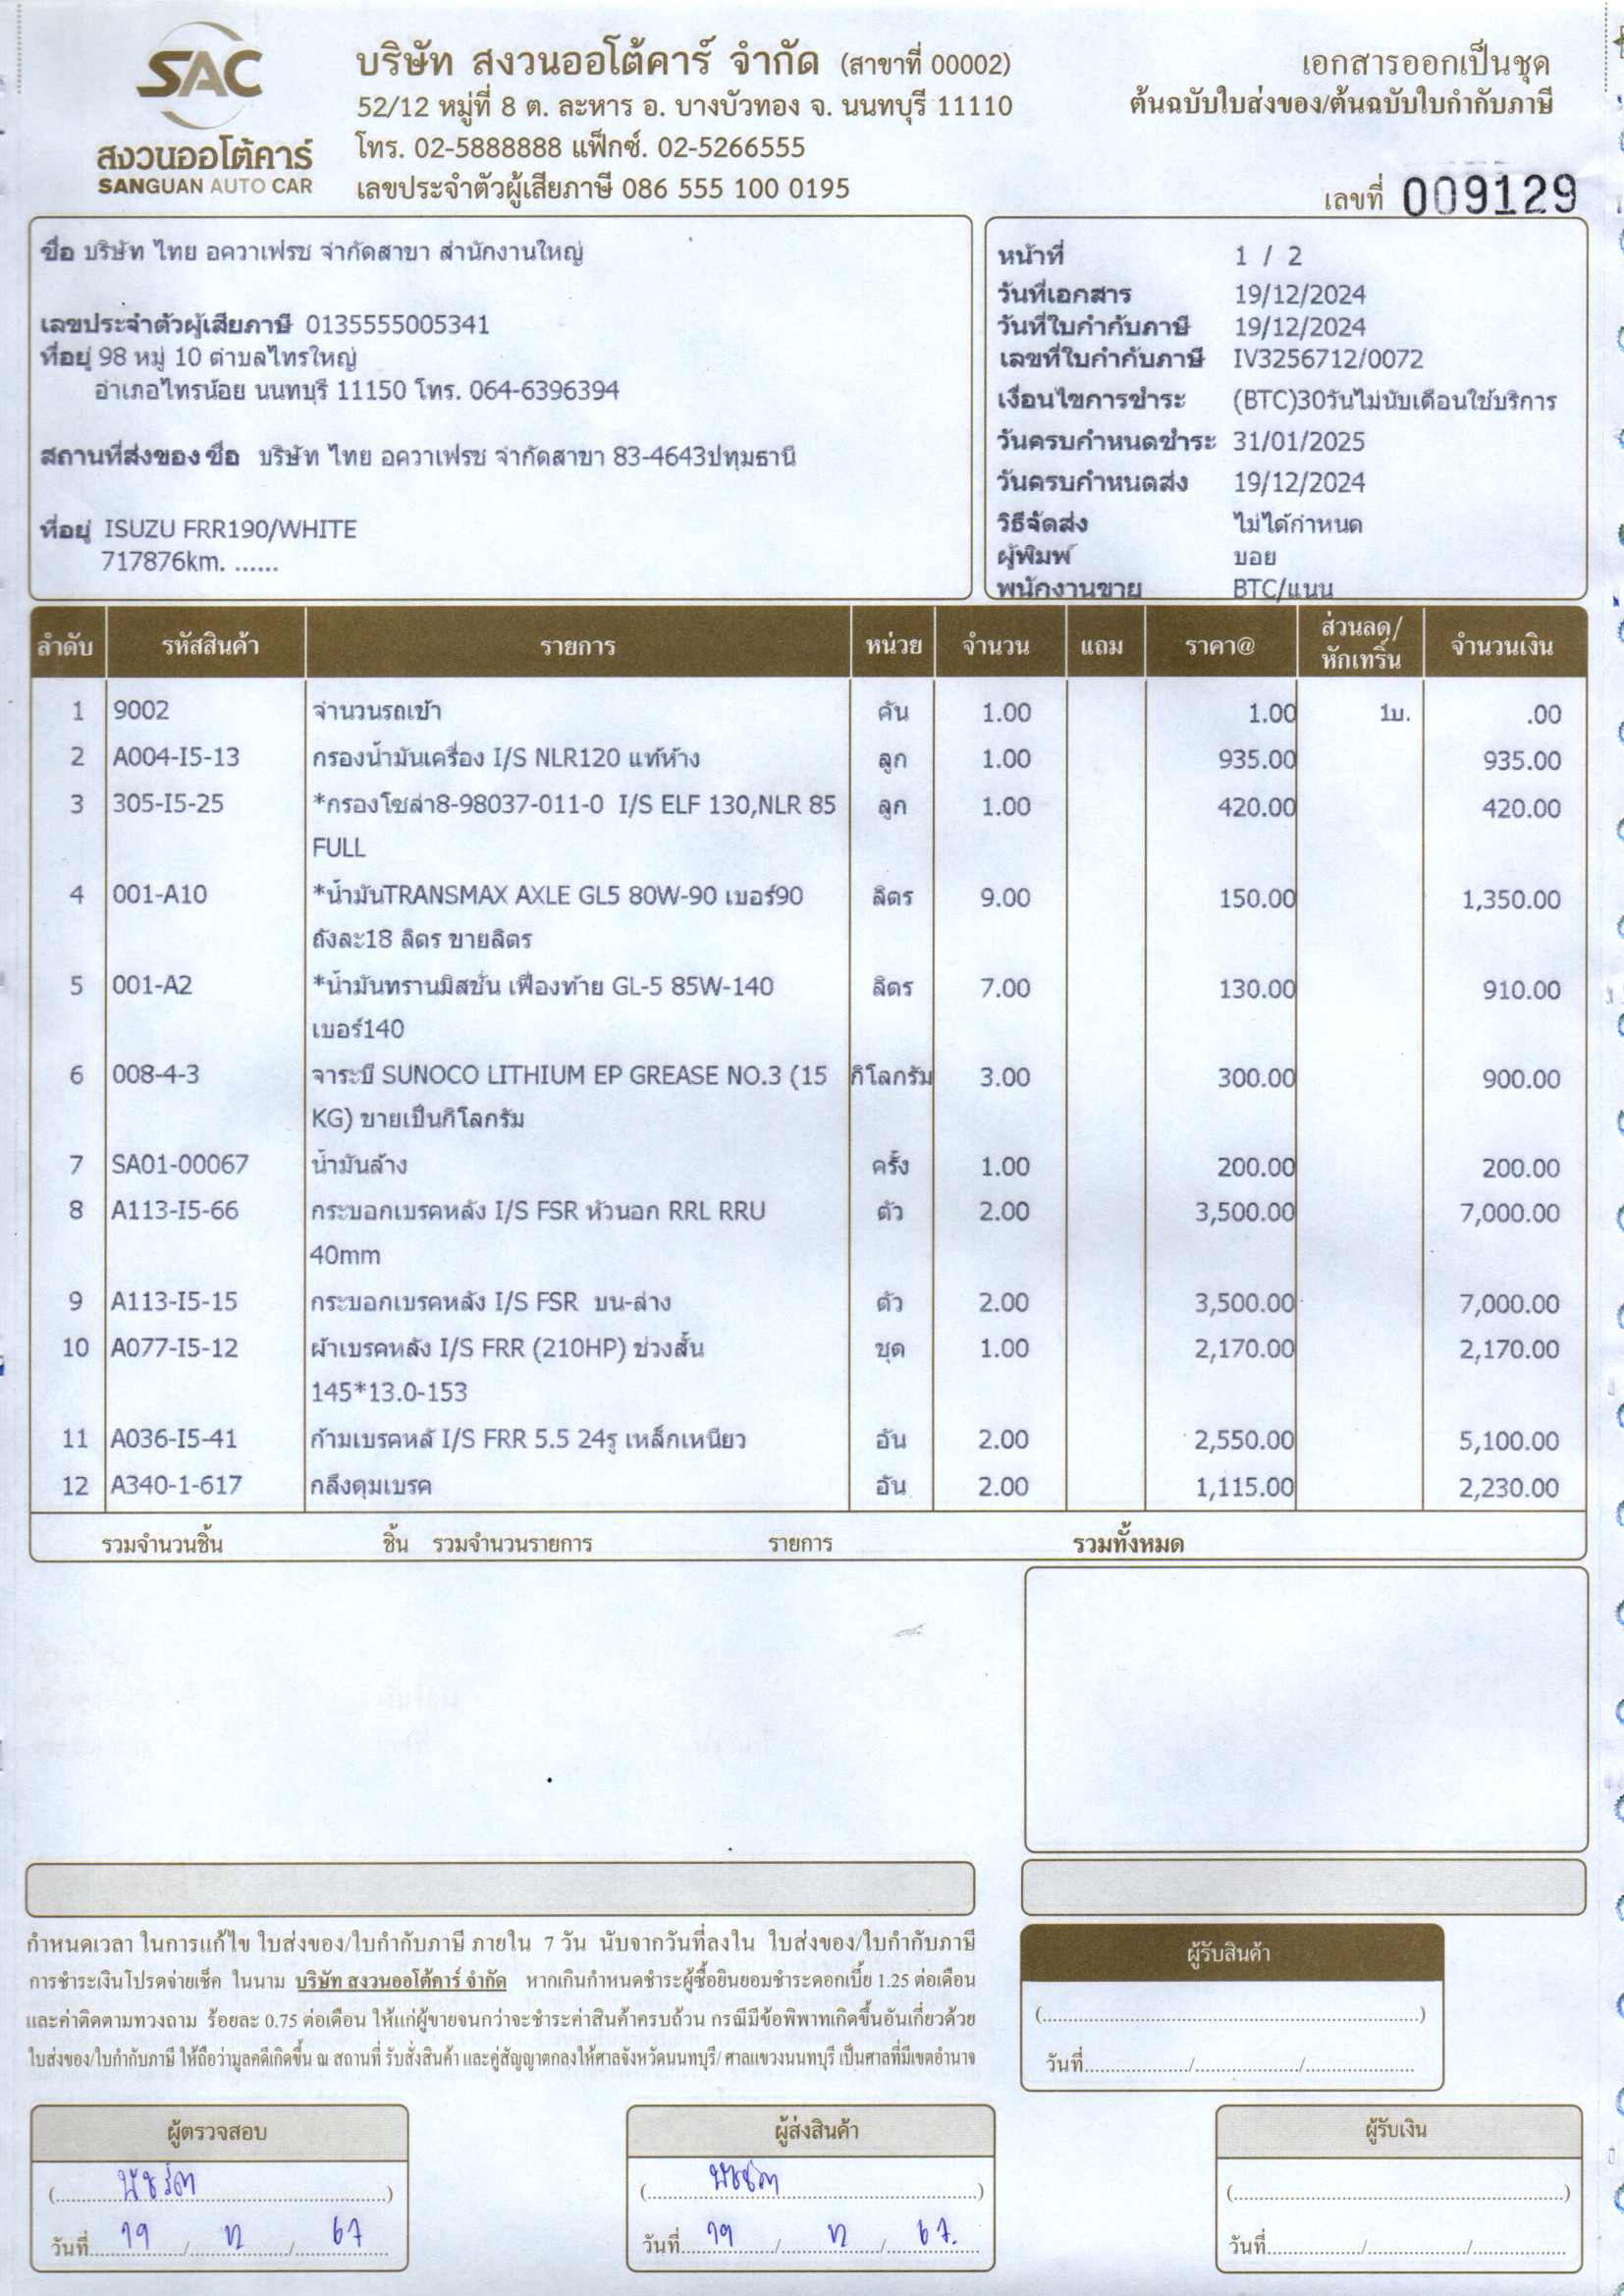 SAC
สงวนออโต้คาร์
SANGUAN AUTO CAR
บริษัท สงวนออโต้คาร์ จำกัด (สาขาที่ 00002)
52/12 หมู่ที่ 8 ต. ละหาร อ. บางบัวทอง จ. นนทบุรี 11110
โทร. 02-5888888 แฟ็กซ์. 02-5266555
เลขประจำตัวผู้เสียภาษี 086 555 100 0195
เอกสารออกเป็นชุด
ต้นฉบับใบส่งของ/ต้นฉบับใบกำกับภาษี
เลขที่ 009129
ชื่อ บริษัท ไทย อควาเฟรช จำกัดสาขา สำนักงานใหญ่
เลขประจำตัวผู้เสียภาษี 0135555005341
ที่อยู่ 98 หมู่ 10 ตำบลไทรใหญ่
อำเภอไทรน้อย นนทบุรี 11150 โทร. 064-6396394
สถานที่ส่งของ ชื่อ บริษัท ไทย อควาเฟรช จำกัดสาขา 83-4643ปทุมธานี
ที่อยู่ ISUZU FRR190/WHITE
717876km. ......
หน้าที่ 1 / 2
วันที่เอกสาร 19/12/2024
วันที่ใบกำกับภาษี 19/12/2024
เลขที่ใบกำกับภาษี IV3256712/0072
เงื่อนไขการชำระ (BTC)30วันไม่นับเดือนใช้บริการ
วันครบกำหนดชำระ 31/01/2025
วันครบกำหนดส่ง 19/12/2024
วิธีจัดส่ง ไม่ได้กำหนด
ผู้พิมพ์ บอย
พนักงานขาย BTC/แนน
ลำดับ รหัสสินค้า รายการ หน่วย จำนวน แถม ราคา@ ส่วนลด/หักเทริ์น จำนวนเงิน
1 9002 จำนวนรถเข้า คัน 1.00 1.00 1บ. .00
2 A004-I5-13 กรองน้ำมันเครื่อง I/S NLR120 แท้ห้าง ลูก 1.00 935.00 935.00
3 305-I5-25 *กรองโซล่า8-98037-011-0 I/S ELF 130,NLR 85 ลูก 1.00 420.00 420.00
FULL
4 001-A10 *น้ำมันTRANSMAX AXLE GL5 80W-90 เบอร์90 ลิตร 9.00 150.00 1,350.00
ถังละ18 ลิตร ขายลิตร
5 001-A2 *น้ำมันทรานมิสชั่น เฟืองท้าย GL-5 85W-140 ลิตร 7.00 130.00 910.00
เบอร์140
6 008-4-3 จาระบี SUNOCO LITHIUM EP GREASE NO.3 (15 กิโลกรัม 3.00 300.00 900.00
KG) ขายเป็นกิโลกรัม
7 SA01-00067 น้ำมันล้าง ครั้ง 1.00 200.00 200.00
8 A113-I5-66 กระบอกเบรคหลัง I/S FSR หัวนอก RRL RRU ตัว 2.00 3,500.00 7,000.00
40mm
9 A113-I5-15 กระบอกเบรคหลัง I/S FSR บน-ล่าง ตัว 2.00 3,500.00 7,000.00
10 A077-I5-12 ผ้าเบรคหลัง I/S FRR (210HP) ช่วงสั้น ชุด 1.00 2,170.00 2,170.00
145*13.0-153
11 A036-I5-41 ก้ามเบรคหลั I/S FRR 5.5 24รู เหล็กเหนียว อัน 2.00 2,550.00 5,100.00
12 A340-1-617 กลึงดุมเบรค อัน 2.00 1,115.00 2,230.00
รวมจำนวนชิ้น ชิ้น รวมจำนวนรายการ รายการ รวมทั้งหมด
กำหนดเวลา ในการแก้ไข ใบส่งของ/ใบกำกับภาษี ภายใน 7 วัน นับจากวันที่ลงใน ใบส่งของ/ใบกำกับภาษี
การชำระเงินโปรดจ่ายเช็ค ในนาม บริษัท สงวนออโต้คาร์ จำกัด หากเกินกำหนดชำระผู้ซื้อยินยอมชำระดอกเบี้ย 1.25 ต่อเดือน
และค่าติดตามทวงถาม ร้อยละ 0.75 ต่อเดือน ให้แก่ผู้ขายจนกว่าจะชำระค่าสินค้าครบถ้วน กรณีมีข้อพิพาทเกิดขึ้นอันเกี่ยวด้วย
ใบส่งของ/ใบกำกับภาษี ให้ถือว่ามูลคดีเกิดขึ้น ณ สถานที่ รับสั่งสินค้า และคู่สัญญาตกลงให้ศาลจังหวัดนนทบุรี/ ศาลแขวงนนทบุรี เป็นศาลที่มีเขตอำนาจ
ผู้รับสินค้า
(..............................)
วันที่............/............/............
ผู้ตรวจสอบ
วันที่ 19 / 12 / 67
ผู้ส่งสินค้า
วันที่ 19 / 12 / 67.
ผู้รับเงิน
(..............................)
วันที่............/............/............